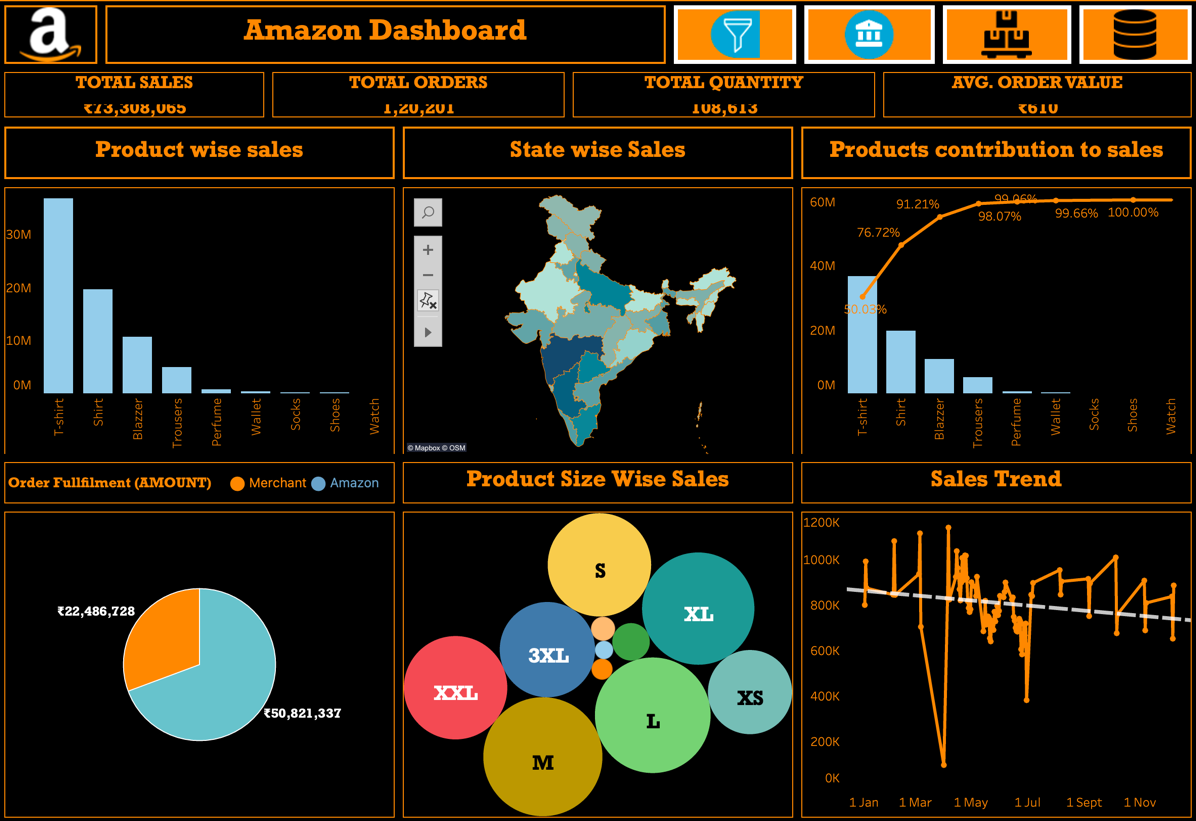 a
Amazon Dashboard
TOTAL SALES
₹73,308,065
TOTAL ORDERS
1,20,201
TOTAL QUANTITY
108,613
AVG. ORDER VALUE
₹610
Product wise sales
30M
20M
10M
0M
T-shirt
Shirt
Blazzer
Trousers
Perfume
Wallet
Socks
Shoes
Watch
State wise Sales
© Mapbox © OSM
Products contribution to sales
60M
40M
20M
0M
50.03%
76.72%
91.21%
98.07%
99.66%
100.00%
T-shirt
Shirt
Blazzer
Trousers
Perfume
Wallet
Socks
Shoes
Watch
Order Fullfilment (AMOUNT)
Merchant
Amazon
₹22,486,728
₹50,821,337
Product Size Wise Sales
S
XL
3XL
XXL
XS
L
M
Sales Trend
1200K
1000K
800K
600K
400K
200K
0K
1 Jan
1 Mar
1 May
1 Jul
1 Sept
1 Nov